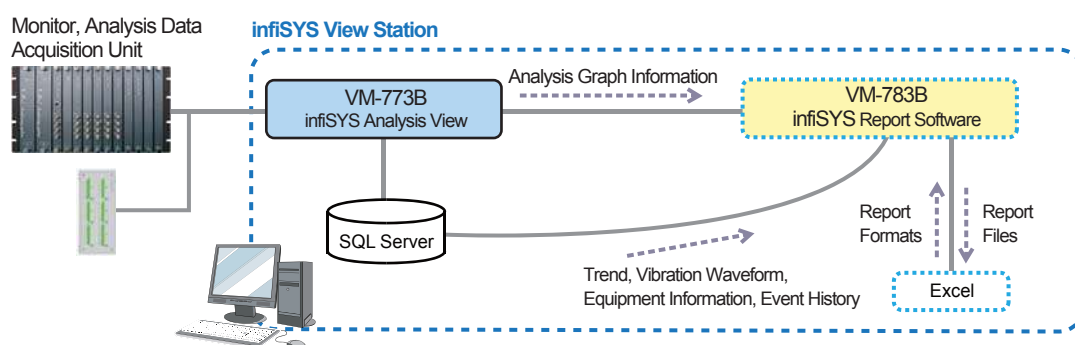 Monitor, Analysis Data
Acquisition Unit
infiSYS View Station
VM-773B
infiSYS Analysis View
Analysis Graph Information
VM-783B
infiSYS Report Software
SQL Server
Trend, Vibration Waveform,
Equipment Information, Event History
Report
Formats
Report
Files
Excel